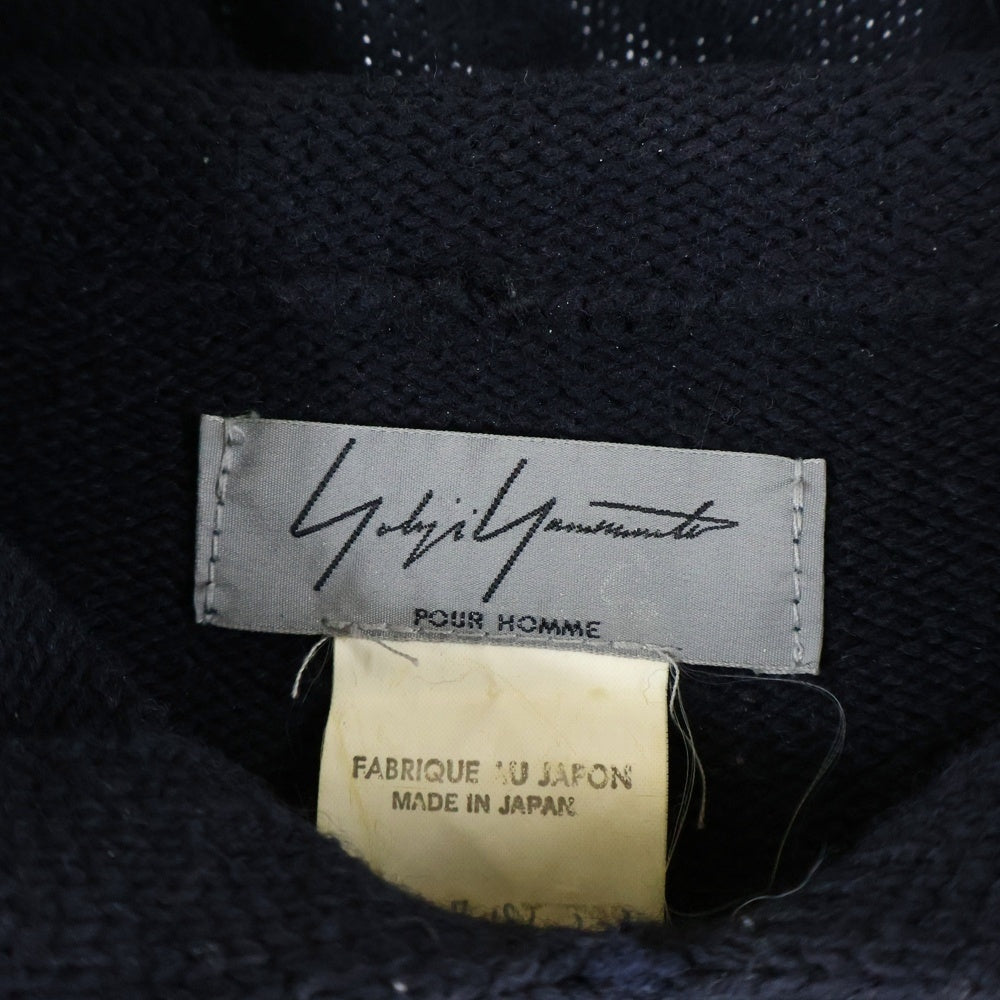 Yohji Yamamoto
POUR HOMME
FABRIQUE AU JAPON
MADE IN JAPAN